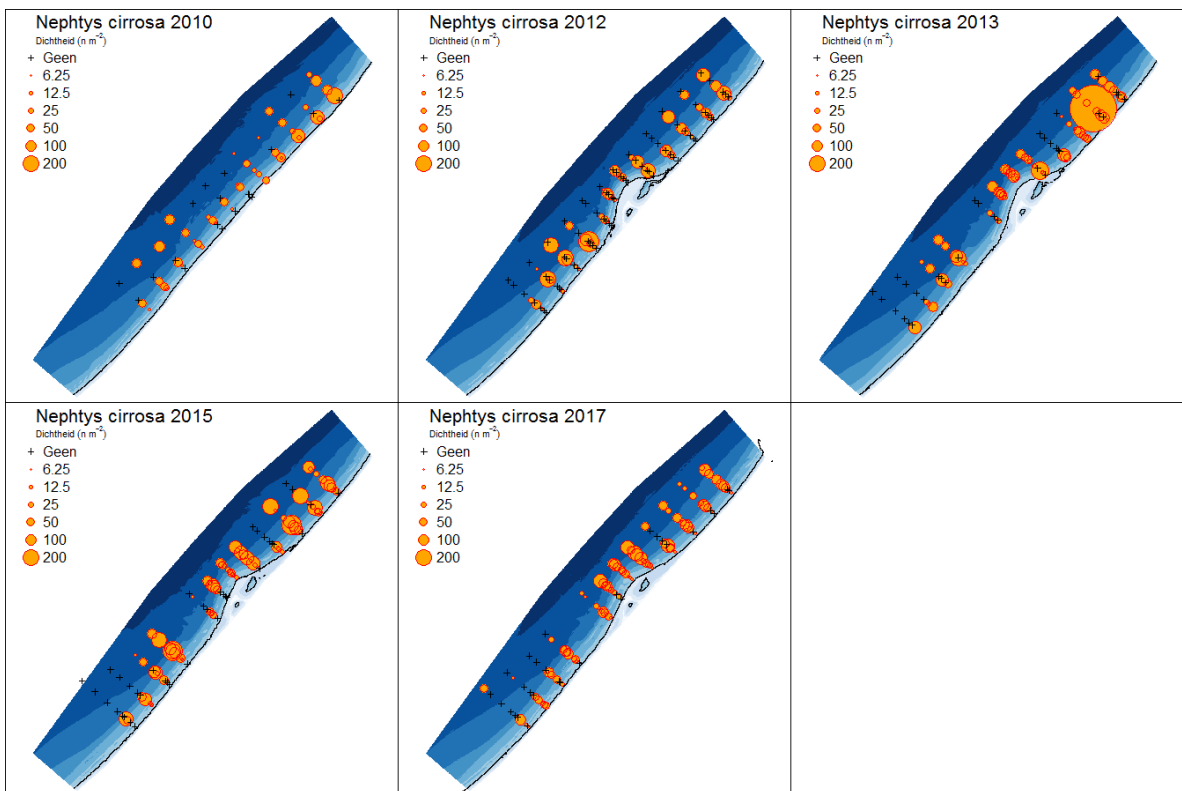 Nephtys cirrosa 2010
Dichtheid (n m⁻²)
Geen
6.25
12.5
25
50
100
200
Nephtys cirrosa 2012
Dichtheid (n m⁻²)
Geen
6.25
12.5
25
50
100
200
Nephtys cirrosa 2013
Dichtheid (n m⁻²)
Geen
6.25
12.5
25
50
100
200
Nephtys cirrosa 2015
Dichtheid (n m⁻²)
Geen
6.25
12.5
25
50
100
200
Nephtys cirrosa 2017
Dichtheid (n m⁻²)
Geen
6.25
12.5
25
50
100
200